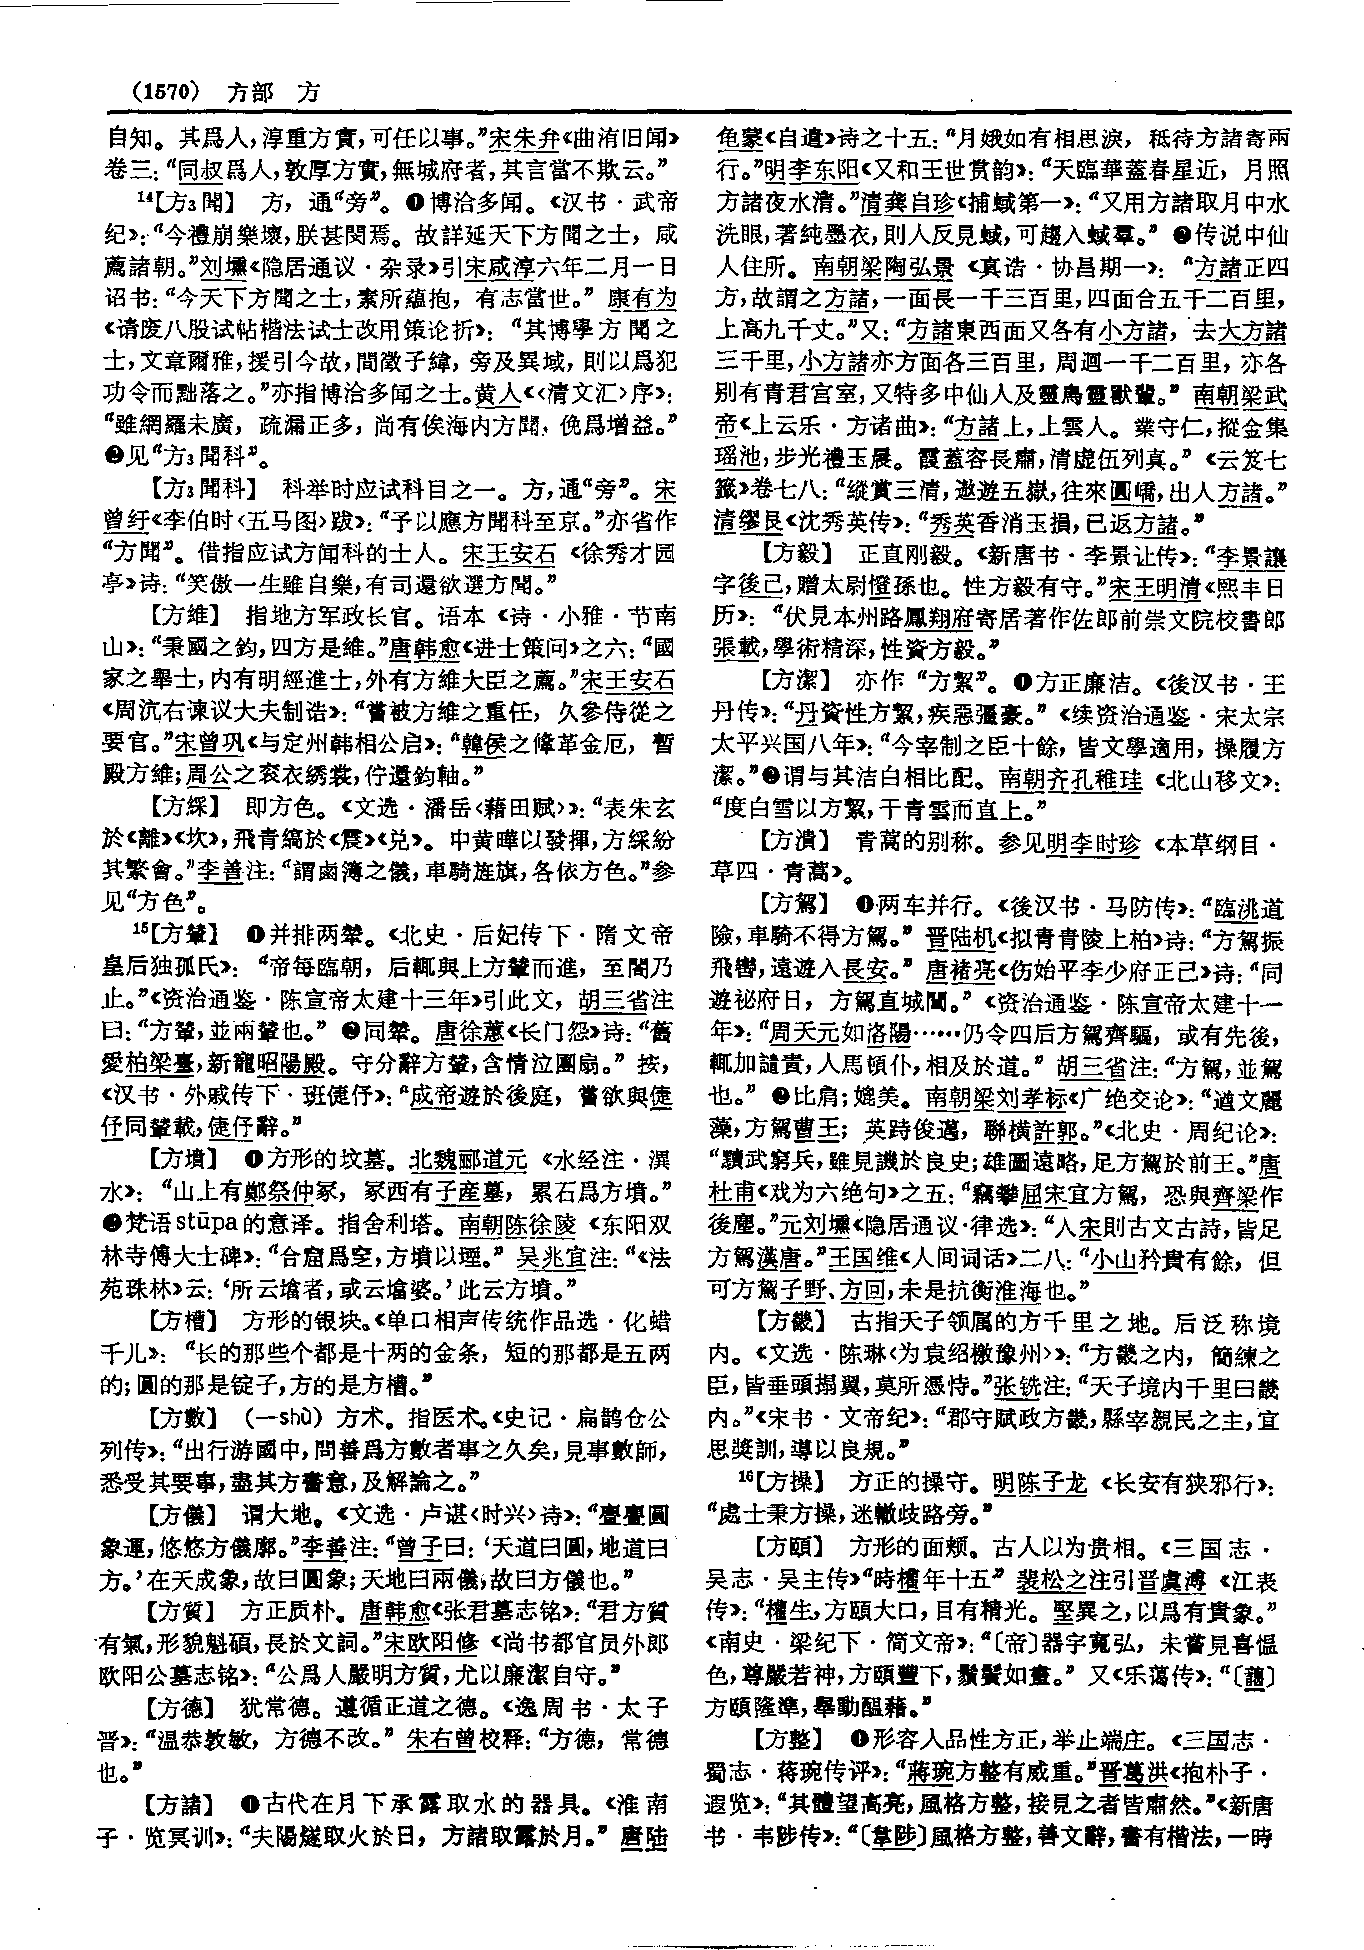 （1570） 方部 方
自知。其爲人，淳重方實，可任以事。”宋朱弁《曲洧旧闻》
卷三：“同叔爲人，敦厚方實，無城府者，其言當不欺云。”
14【方3聞】 方，通“旁”。❶博洽多闻。《汉书·武帝
纪》：“今禮崩樂壞，朕甚閔焉。故詳延天下方聞之士，咸
薦諸朝。”刘壎《隐居通议·杂录》引宋咸淳六年二月一日
诏书：“今天下方聞之士，素所蘊抱，有志當世。”康有为
《请废八股试帖楷法试士改用策论折》：“其博學方聞之
士，文章爾雅，援引今故，間徵子緯，旁及異域，則以爲犯
功令而黜落之。”亦指博洽多闻之士。黄人《〈清文汇〉序》：
“雖網羅未廣，疏漏正多，尚有俟海内方聞，俛爲增益。”
❷见“方3聞科”。
【方3聞科】 科举时应试科目之一。方，通“旁”。宋
曾纡《李伯时〈五马图〉跋》：“予以應方聞科至京。”亦省作
“方聞”。借指应试方闻科的士人。宋王安石《徐秀才园
亭》诗：“笑傲一生雖自樂，有司還欲選方聞。”
【方維】 指地方军政长官。语本《诗·小雅·节南
山》：“秉國之鈞，四方是維。”唐韩愈《进士策问》之六：“國
家之舉士，内有明經進士，外有方維大臣之薦。”宋王安石
《周沆右谏议大夫制诰》：“嘗被方維之重任，久參侍從之
要官。”宋曾巩《与定州韩相公启》：“韓侯之鞗革金厄，暫
殿方維；周公之衮衣綉裳，佇還鈞軸。”
【方綵】 即方色。《文选·潘岳〈藉田赋〉》：“表朱玄
於《離》《坎》，飛青縞於《震》《兑》。中黄曄以發揮，方綵紛
其繁會。”李善注：“謂鹵簿之儀，車騎旌旗，各依方色。”参
见“方色”。
15【方輦】 ❶并排两辇。《北史·后妃传下·隋文帝
皇后独孤氏》：“帝每臨朝，后輒與上方輦而進，至閤乃
止。”《资治通鉴·陈宣帝太建十三年》引此文，胡三省注
曰：“方輦，並兩輦也。”❷同辇。唐徐蕙《长门怨》诗：“舊
愛柏梁臺，新寵昭陽殿。守分辭方輦，含情泣團扇。”按，
《汉书·外戚传下·班倢伃》：“成帝遊於後庭，嘗欲與倢
伃同輦載，倢伃辭。”
【方墳】 ❶方形的坟墓。北魏郦道元《水经注·潩
水》：“山上有鄭祭仲冢，冢西有子産墓，累石爲方墳。”
❷梵语stūpa的意译。指舍利塔。南朝陈徐陵《东阳双
林寺傅大士碑》：“合窟爲窆，方墳以堙。”吴兆宜注：“《法
苑珠林》云：‘所云墖者，或云墖婆。’此云方墳。”
【方槽】 方形的银块。《单口相声传统作品选·化蜡
千儿》：“长的那些个都是十两的金条，短的那都是五两
的；圆的那是锭子，方的是方槽。”
【方數】 （—shù）方术。指医术。《史记·扁鹊仓公
列传》：“出行游國中，問善爲方數者事之久矣，見事數師，
悉受其要事，盡其方書意，及解論之。”
【方儀】 谓大地。《文选·卢谌〈时兴〉诗》：“亹亹圓
象運，悠悠方儀廓。”李善注：“曾子曰：‘天道曰圓，地道曰
方。’在天成象，故曰圓象；天地曰兩儀，故曰方儀也。”
【方質】 方正质朴。唐韩愈《张君墓志铭》：“君方質
有氣，形貌魁碩，長於文詞。”宋欧阳修《尚书都官员外郎
欧阳公墓志铭》：“公爲人嚴明方質，尤以廉潔自守。”
【方德】 犹常德。遵循正道之德。《逸周书·太子
晋》：“温恭敦敏，方德不改。”朱右曾校释：“方德，常德
也。”
【方諸】 ❶古代在月下承露取水的器具。《淮南
子·览冥训》：“夫陽燧取火於日，方諸取露於月。”唐陆
龟蒙《自遣》诗之十五：“月娥如有相思淚，秖待方諸寄兩
行。”明李东阳《又和王世赏韵》：“天臨華蓋春星近，月照
方諸夜水清。”清龚自珍《捕蜮第一》：“又用方諸取月中水
洗眼，著純墨衣，則人反見蜮，可趨入蜮羣。”❷传说中仙
人住所。南朝梁陶弘景《真诰·协昌期一》：“方諸正四
方，故謂之方諸，一面長一千三百里，四面合五千二百里，
上高九千丈。”又：“方諸東西面又各有小方諸，去大方諸
三千里，小方諸亦方面各三百里，周迴一千二百里，亦各
别有青君宫室，又特多中仙人及靈鳥靈獸輩。”南朝梁武
帝《上云乐·方诸曲》：“方諸上，上雲人。業守仁，摐金集
瑶池，步光禮玉晨。霞蓋容長肅，清虚伍列真。”《云笈七
籖》卷七八：“縱賞三清，遨遊五嶽，往來圓嶠，出人方諸。”
清缪艮《沈秀英传》：“秀英香消玉損，已返方諸。”
【方毅】 正直刚毅。《新唐书·李景让传》：“李景讓
字後己，贈太尉憕孫也。性方毅有守。”宋王明清《熙丰日
历》：“伏見本州路鳳翔府寄居著作佐郎前崇文院校書郎
張載，學術精深，性資方毅。”
【方潔】 亦作“方絜”。❶方正廉洁。《後汉书·王
丹传》：“丹資性方絜，疾惡彊豪。”《续资治通鉴·宋太宗
太平兴国八年》：“今宰制之臣十餘，皆文學適用，操履方
潔。”❷谓与其洁白相比配。南朝齐孔稚珪《北山移文》：
“度白雪以方絜，干青雲而直上。”
【方潰】 青蒿的别称。参见明李时珍《本草纲目·
草四·青蒿》。
【方駕】 ❶两车并行。《後汉书·马防传》：“臨洮道
險，車騎不得方駕。”晋陆机《拟青青陵上柏》诗：“方駕振
飛轡，遠遊入長安。”唐褚亮《伤始平李少府正己》诗：“同
遊祕府日，方駕直城闉。”《资治通鉴·陈宣帝太建十一
年》：“周天元如洛陽……仍令四后方駕齊驅，或有先後，
輒加譴責，人馬頓仆，相及於道。”胡三省注：“方駕，並駕
也。”❷比肩；媲美。南朝梁刘孝标《广绝交论》：“遒文麗
藻，方駕曹王；英跱俊邁，聯横許郭。”《北史·周纪论》：
“黷武窮兵，雖見譏於良史；雄圖遠略，足方駕於前王。”唐
杜甫《戏为六绝句》之五：“竊攀屈宋宜方駕，恐與齊梁作
後塵。”元刘壎《隐居通议·律选》：“人宋則古文古詩，皆足
方駕漢唐。”王国维《人间词话》二八：“小山矜貴有餘，但
可方駕子野、方回，未足抗衡淮海也。”
【方畿】 古指天子领属的方千里之地。后泛称境
内。《文选·陈琳〈为袁绍檄豫州〉》：“方畿之内，簡練之
臣，皆垂頭搨翼，莫所憑恃。”张铣注：“天子境内千里曰畿
内。”《宋书·文帝纪》：“郡守賦政方畿，縣宰親民之主，宜
思奬訓，導以良規。”
16【方操】 方正的操守。明陈子龙《长安有狭邪行》：
“處士秉方操，迷轍歧路旁。”
【方頤】 方形的面颊。古人以为贵相。《三国志·
吴志·吴主传》“時權年十五”裴松之注引晋虞溥《江表
传》：“權生，方頤大口，目有精光。堅異之，以爲有貴象。”
《南史·梁纪下·简文帝》：“〔帝〕器宇寬弘，未嘗見喜愠
色，尊嚴若神，方頤豐下，鬚鬢如畫。”又《乐蔼传》：“〔藹〕
方頤隆準，舉動醖藉。”
【方整】 ❶形容人品性方正，举止端庄。《三国志·
蜀志·蒋琬传评》：“蔣琬方整有威重。”晋葛洪《抱朴子·
遐览》：“其體望高亮，風格方整，接見之者皆肅然。”《新唐
书·韦陟传》：“〔韋陟〕風格方整，善文辭，書有楷法，一時